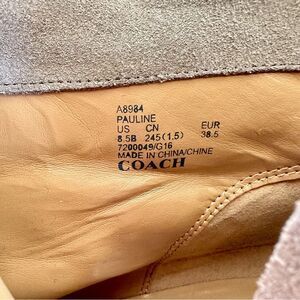 A8984
PAULINE
US CN EUR
8.5B 245(1.5) 38.5
7200049/G16
MADE IN CHINA/CHINE
COACH